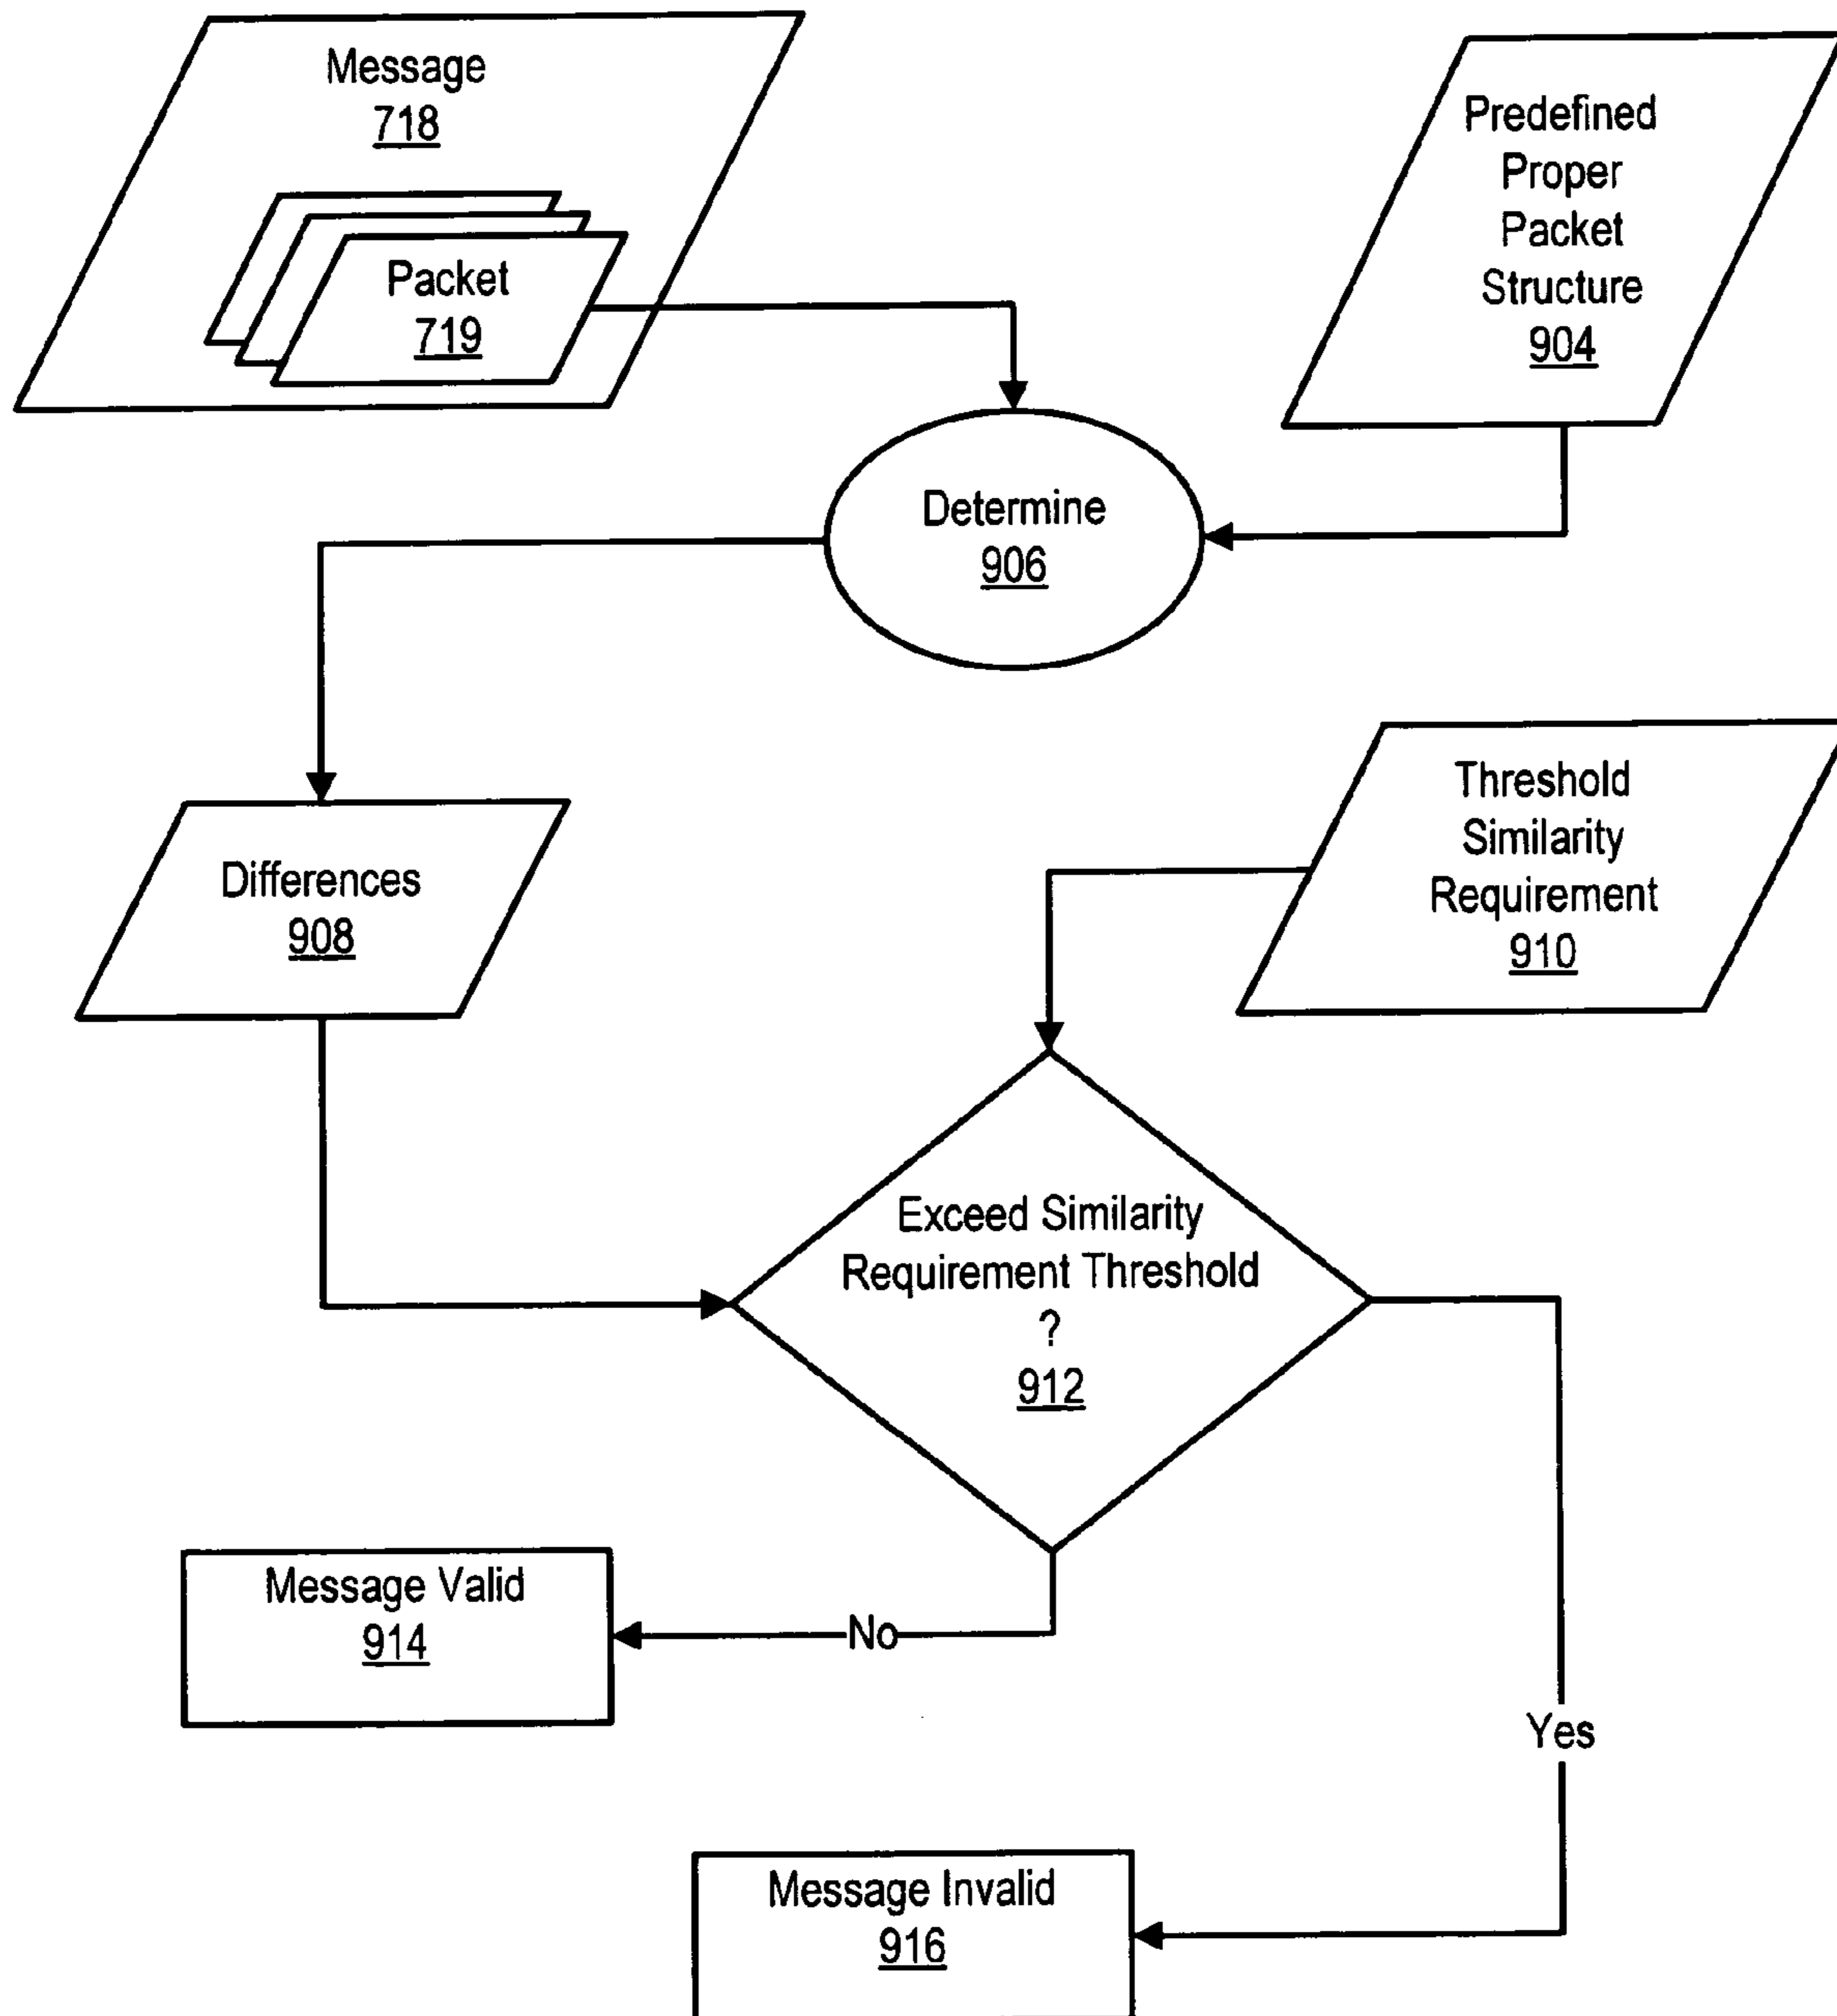 Message
718
Packet
719
Predefined
Proper
Packet
Structure
904
Determine
906
Differences
908
Threshold
Similarity
Requirement
910
Exceed Similarity
Requirement Threshold
?
912
Message Valid
914
No
Yes
Message Invalid
916